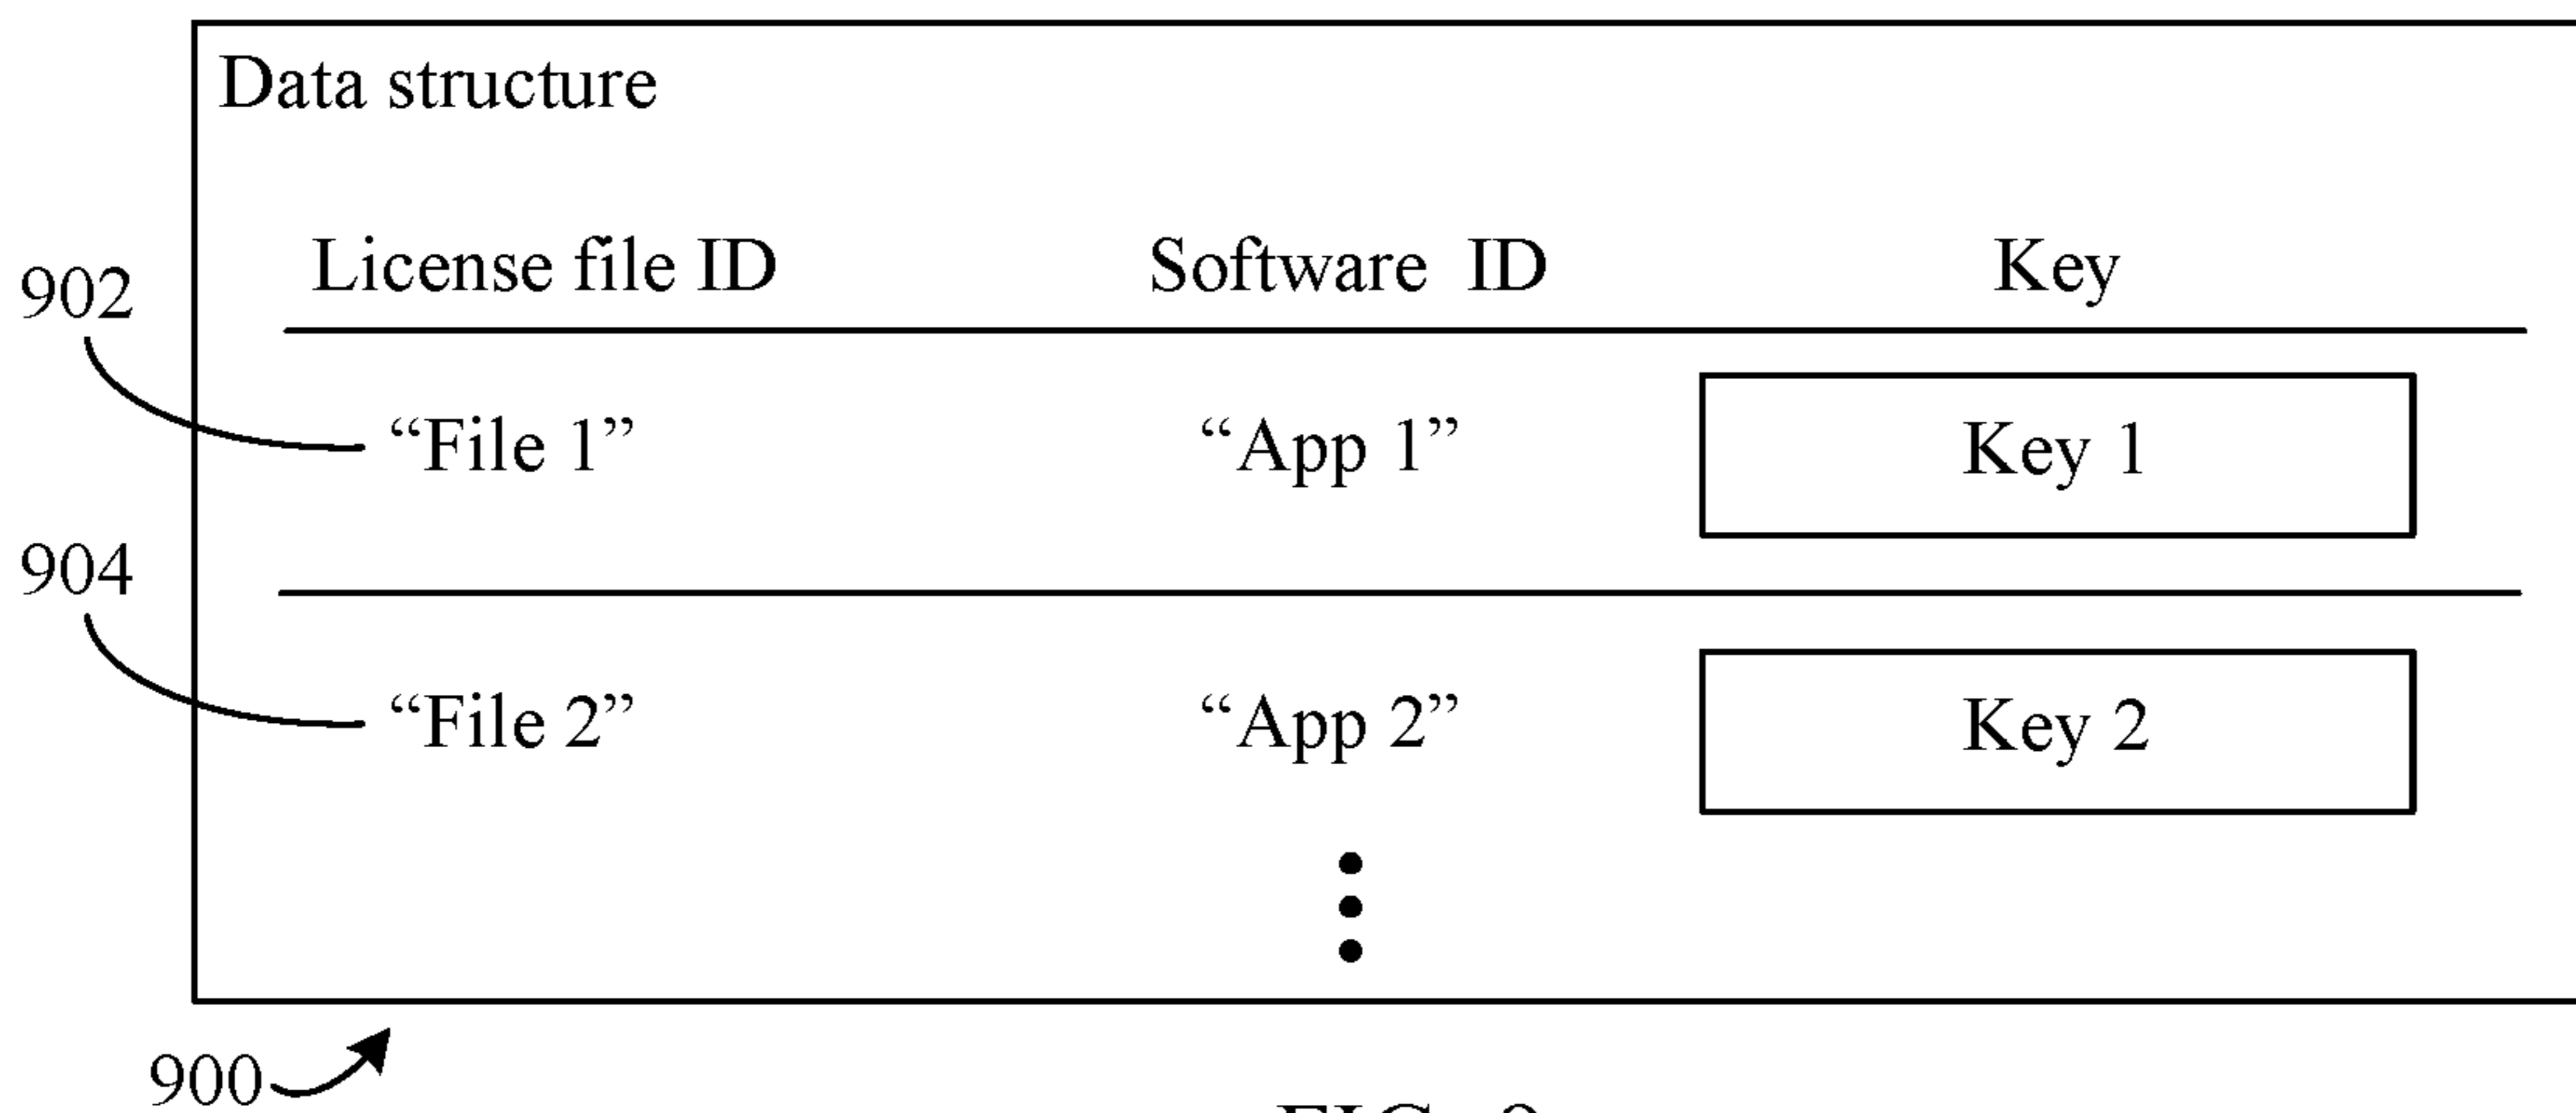 Data structure
License file ID Software ID Key
902
“File 1” “App 1” Key 1
904
“File 2” “App 2” Key 2
900